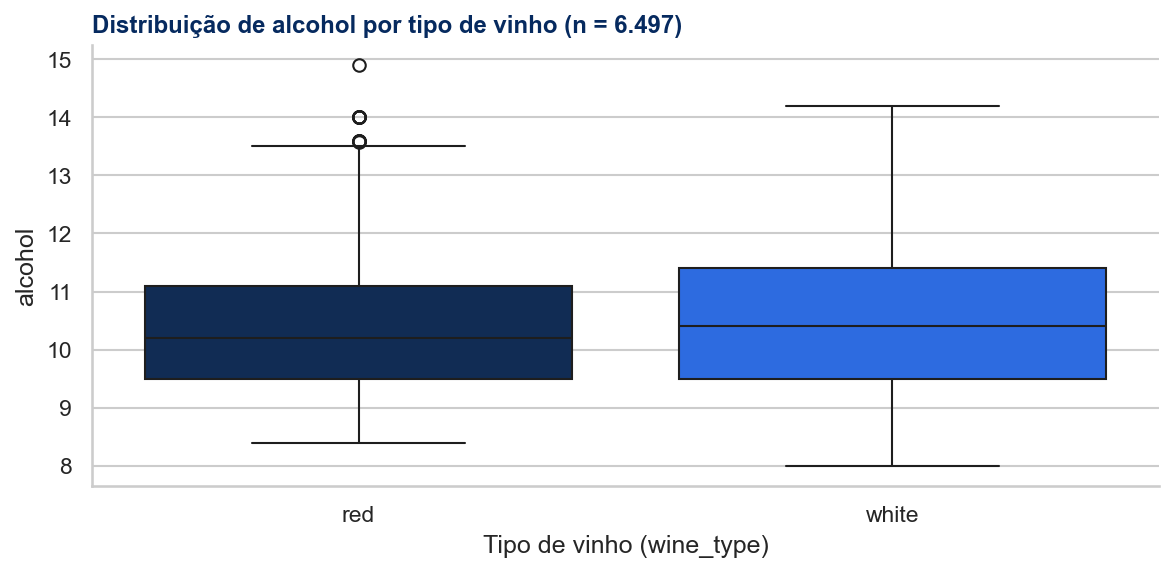 Distribuição de alcohol por tipo de vinho (n = 6.497)
15
14
13
12
11
10
9
8
alcohol
red
white
Tipo de vinho (wine_type)